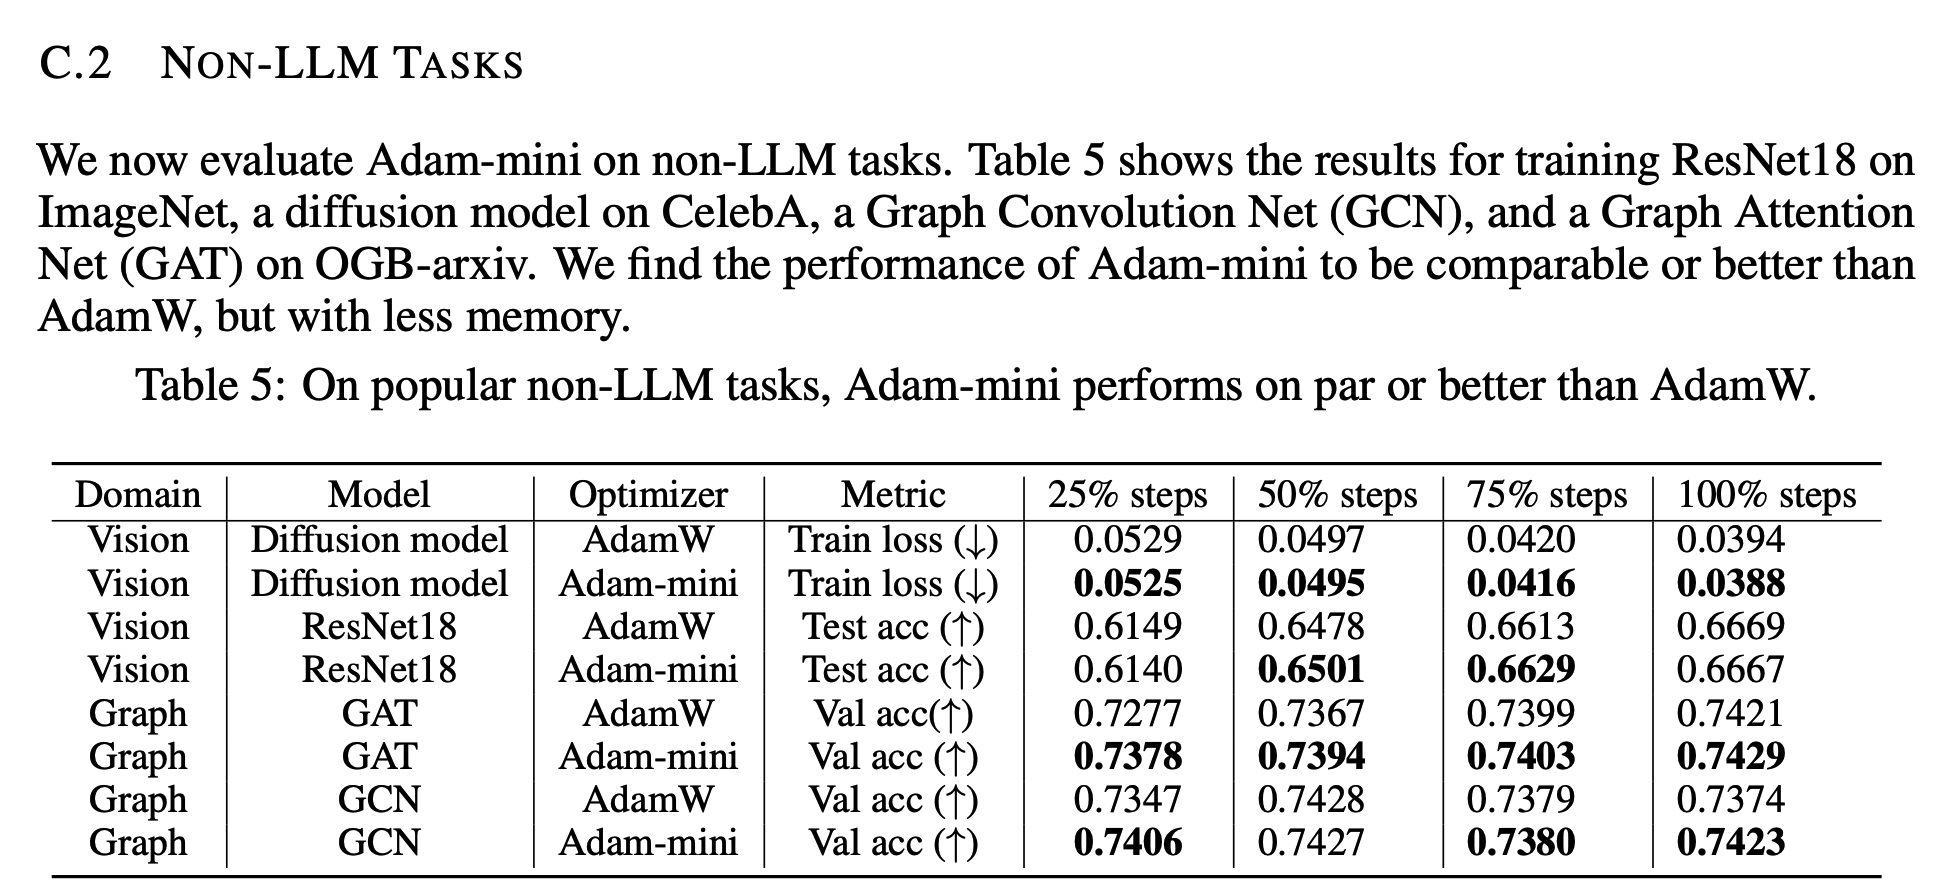 C.2 NON-LLM TASKS
We now evaluate Adam-mini on non-LLM tasks. Table 5 shows the results for training ResNet18 on
ImageNet, a diffusion model on CelebA, a Graph Convolution Net (GCN), and a Graph Attention
Net (GAT) on OGB-arxiv. We find the performance of Adam-mini to be comparable or better than
AdamW, but with less memory.
Table 5: On popular non-LLM tasks, Adam-mini performs on par or better than AdamW.
Domain Model Optimizer Metric 25% steps 50% steps 75% steps 100% steps
Vision Diffusion model AdamW Train loss (↓) 0.0529 0.0497 0.0420 0.0394
Vision Diffusion model Adam-mini Train loss (↓) 0.0525 0.0495 0.0416 0.0388
Vision ResNet18 AdamW Test acc (↑) 0.6149 0.6478 0.6613 0.6669
Vision ResNet18 Adam-mini Test acc (↑) 0.6140 0.6501 0.6629 0.6667
Graph GAT AdamW Val acc(↑) 0.7277 0.7367 0.7399 0.7421
Graph GAT Adam-mini Val acc (↑) 0.7378 0.7394 0.7403 0.7429
Graph GCN AdamW Val acc (↑) 0.7347 0.7428 0.7379 0.7374
Graph GCN Adam-mini Val acc (↑) 0.7406 0.7427 0.7380 0.7423